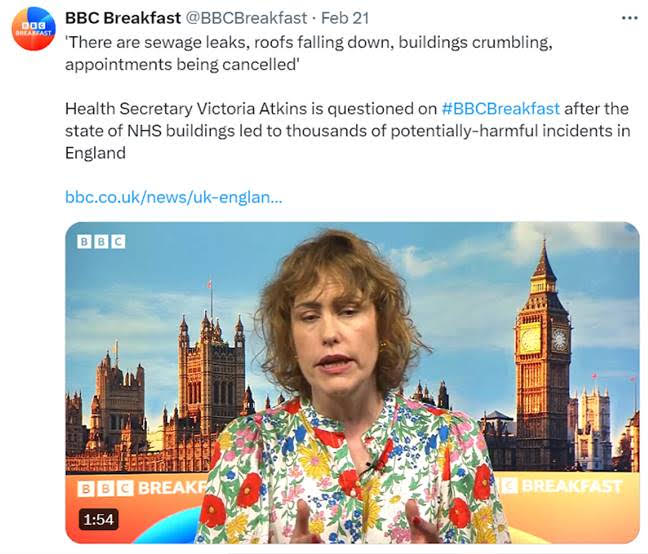 BBC
BREAKFAST
BBC Breakfast @BBCBreakfast · Feb 21
'There are sewage leaks, roofs falling down, buildings crumbling,
appointments being cancelled'
Health Secretary Victoria Atkins is questioned on #BBCBreakfast after the
state of NHS buildings led to thousands of potentially-harmful incidents in
England
bbc.co.uk/news/uk-englan...
BBC
BBC BREAKF
C BREAKFAST
1:54